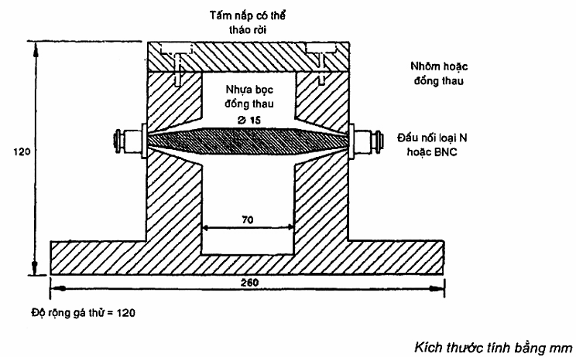 Tấm nắp có thể
tháo rời
Nhôm hoặc
đồng thau
Nhựa bọc
đồng thau
Ø 15
Đầu nối loại N
hoặc BNC
120
70
260
Độ rộng gá thử = 120
Kích thước tính bằng mm